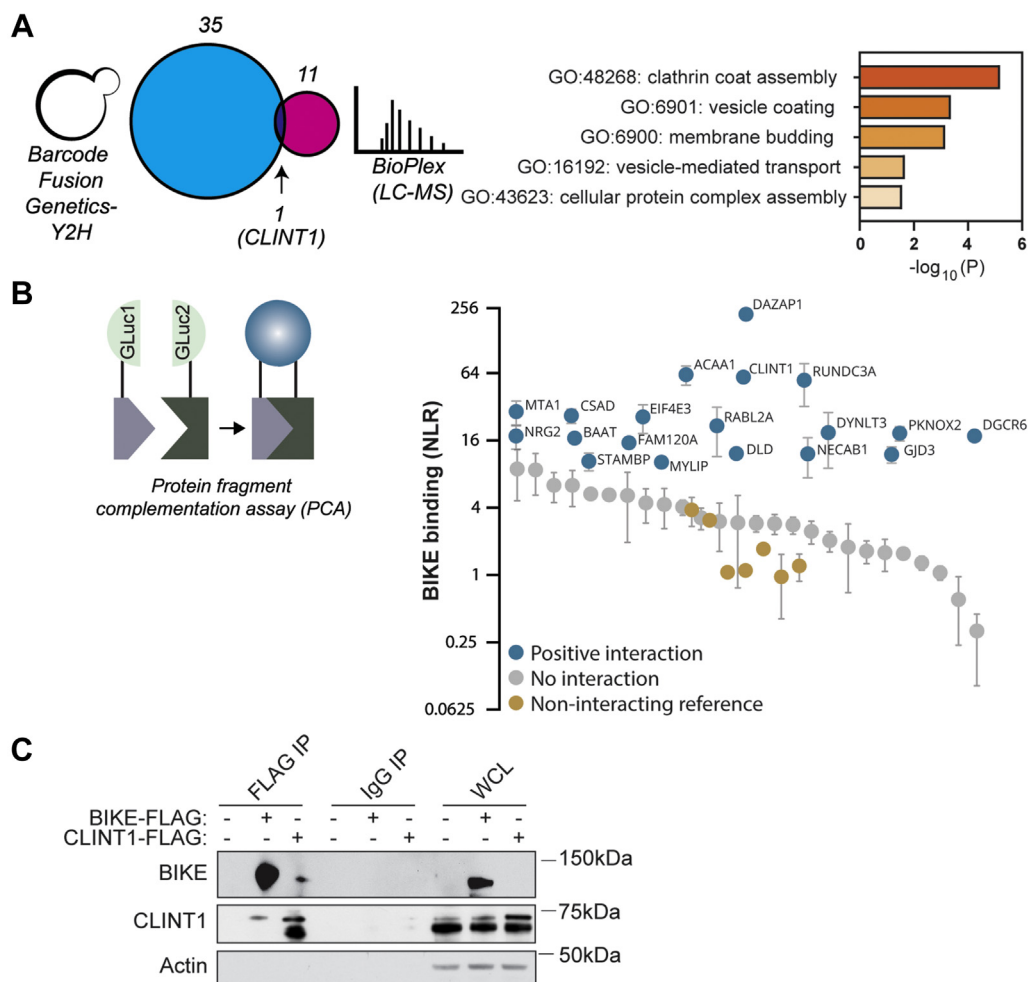 A
35
11
Barcode
Fusion
Genetics-
Y2H
1
(CLINT1)
BioPlex
(LC-MS)
GO:48268: clathrin coat assembly
GO:6901: vesicle coating
GO:6900: membrane budding
GO:16192: vesicle-mediated transport
GO:43623: cellular protein complex assembly
0 2 4 6
-log10(P)
B
GLuc1
GLuc2
Protein fragment
complementation assay (PCA)
BIKE binding (NLR)
256
64
16
4
1
0.25
0.0625
DAZAP1
ACAA1
CLINT1
RUNDC3A
MTA1
CSAD
EIF4E3
RABL2A
DYNLT3
PKNOX2
DGCR6
NRG2
BAAT
FAM120A
STAMBP
MYLIP
DLD
NECAB1
GJD3
Positive interaction
No interaction
Non-interacting reference
C
FLAG IP
IgG IP
WCL
BIKE-FLAG: - + - + - +
CLINT1-FLAG: - + - + - +
BIKE
150kDa
CLINT1
75kDa
50kDa
Actin